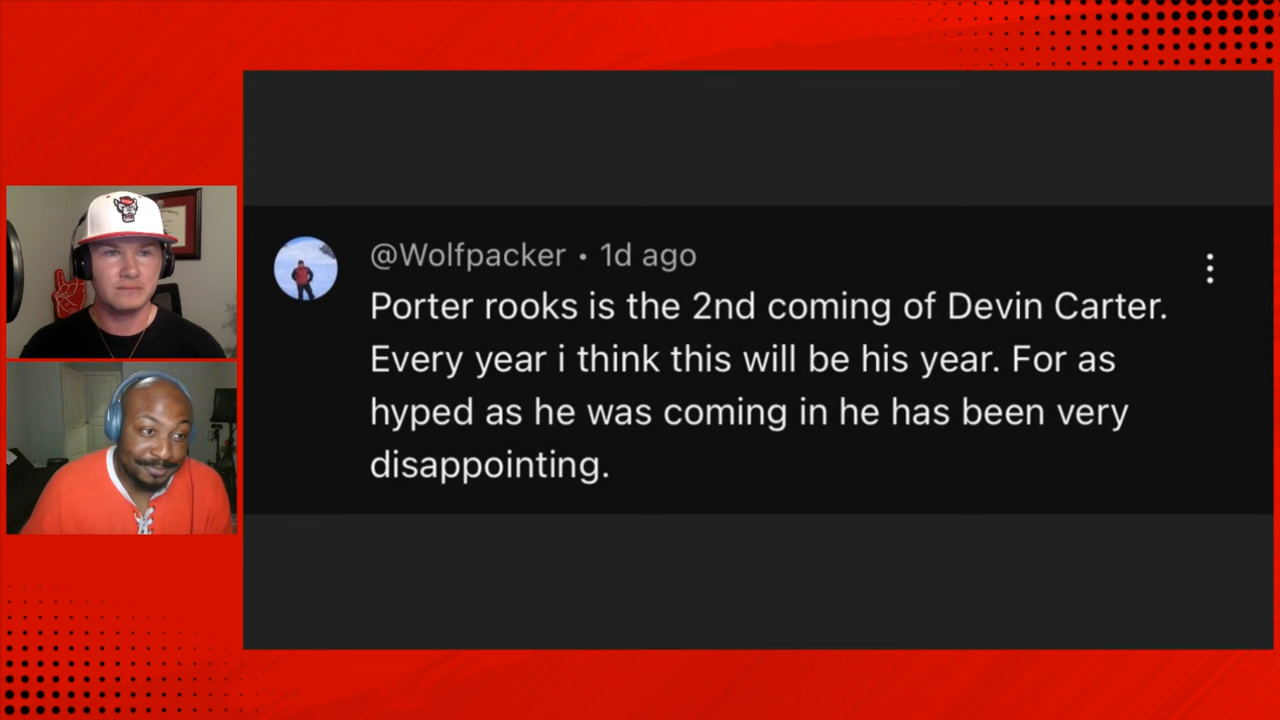 @Wolfpacker • 1d ago
Porter rooks is the 2nd coming of Devin Carter.
Every year i think this will be his year. For as
hyped as he was coming in he has been very
disappointing.